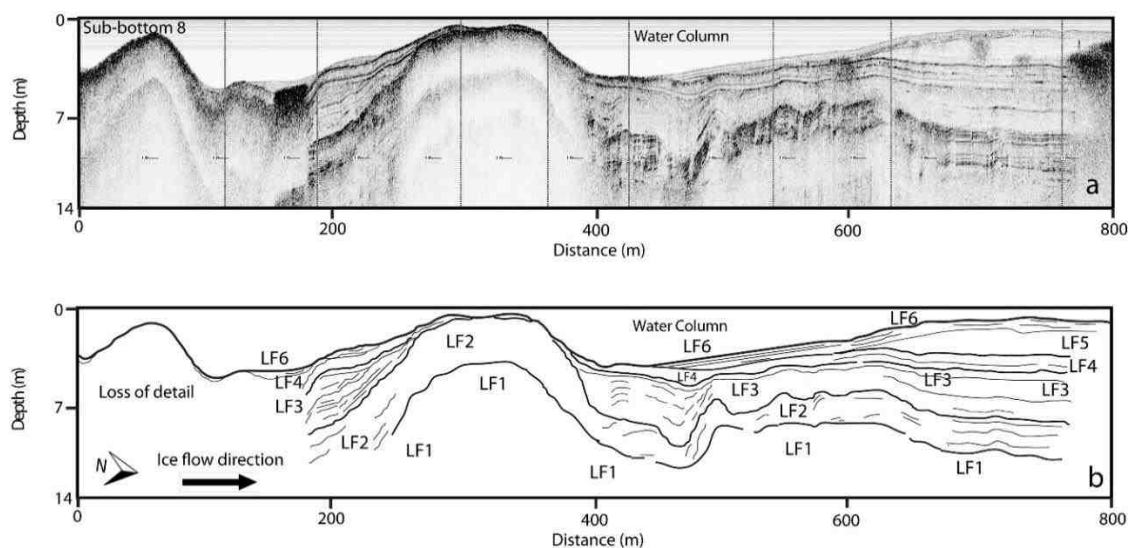 0
Sub-bottom 8
Water Column
Depth (m)
7
14
a
0
200
400
600
800
Distance (m)
0
Water Column
LF6
LF2
LF6
LF5
LF6
LF4
LF4
LF4
LF3
LF3
LF3
Loss of detail
LF3
LF1
Depth (m)
7
LF2
LF2
LF1
LF1
LF1
LF1
N
Ice flow direction
b
14
0
200
400
600
800
Distance (m)